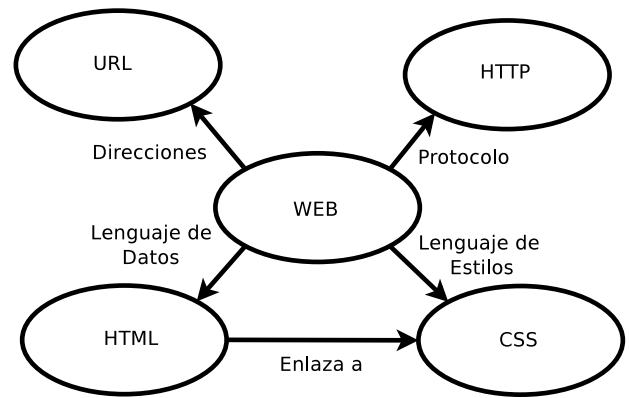 URL
HTTP
Direcciones
Protocolo
WEB
Lenguaje de
Datos
Lenguaje de
Estilos
HTML
CSS
Enlaza a